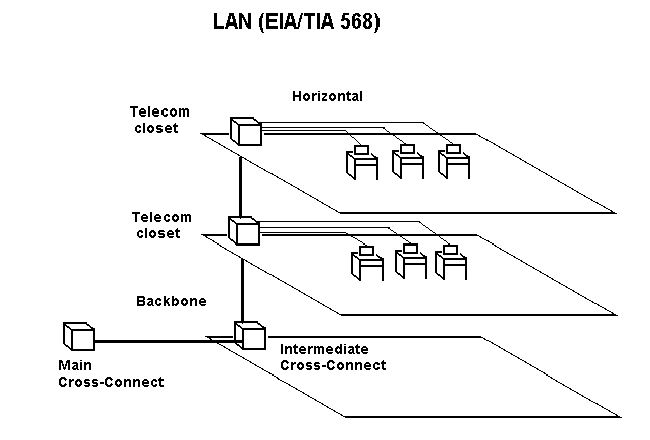 LAN (EIA/TIA 568)
Horizontal
Telecom
closet
Telecom
closet
Backbone
Intermediate
Cross-Connect
Main
Cross-Connect